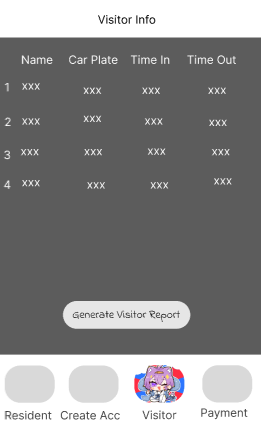 Visitor Info
Name Car Plate Time In Time Out
1 xxx xxx xxx xxx
2 xxx xxx xxx xxx
3 xxx xxx xxx xxx
4 xxx xxx xxx xxx
Generate Visitor Report
Resident Create Acc Visitor Payment